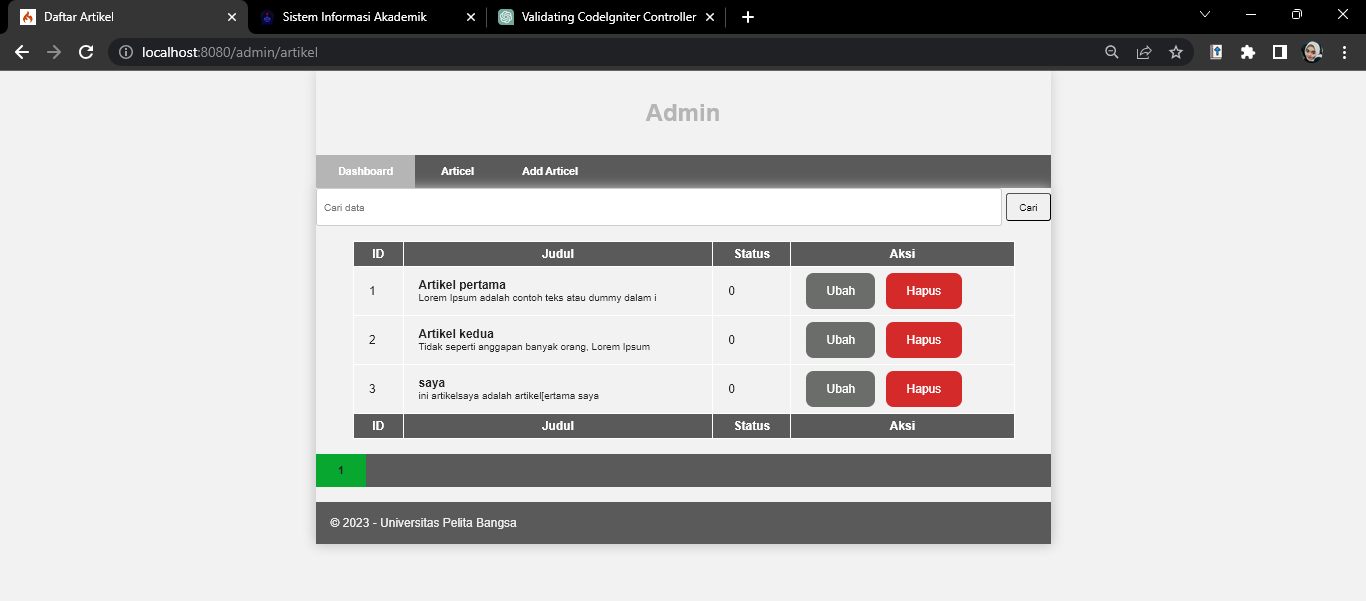 Daftar Artikel
Sistem Informasi Akademik
Validating CodeIgniter Controller
localhost:8080/admin/artikel
Admin
Dashboard Articel Add Articel
Cari data Cari
ID Judul Status Aksi
1 Artikel pertama 0 Ubah Hapus
Lorem Ipsum adalah contoh teks atau dummy dalam i
2 Artikel kedua 0 Ubah Hapus
Tidak seperti anggapan banyak orang, Lorem Ipsum
3 saya 0 Ubah Hapus
ini artikelsaya adalah artikel[ertama saya
ID Judul Status Aksi
1
© 2023 - Universitas Pelita Bangsa